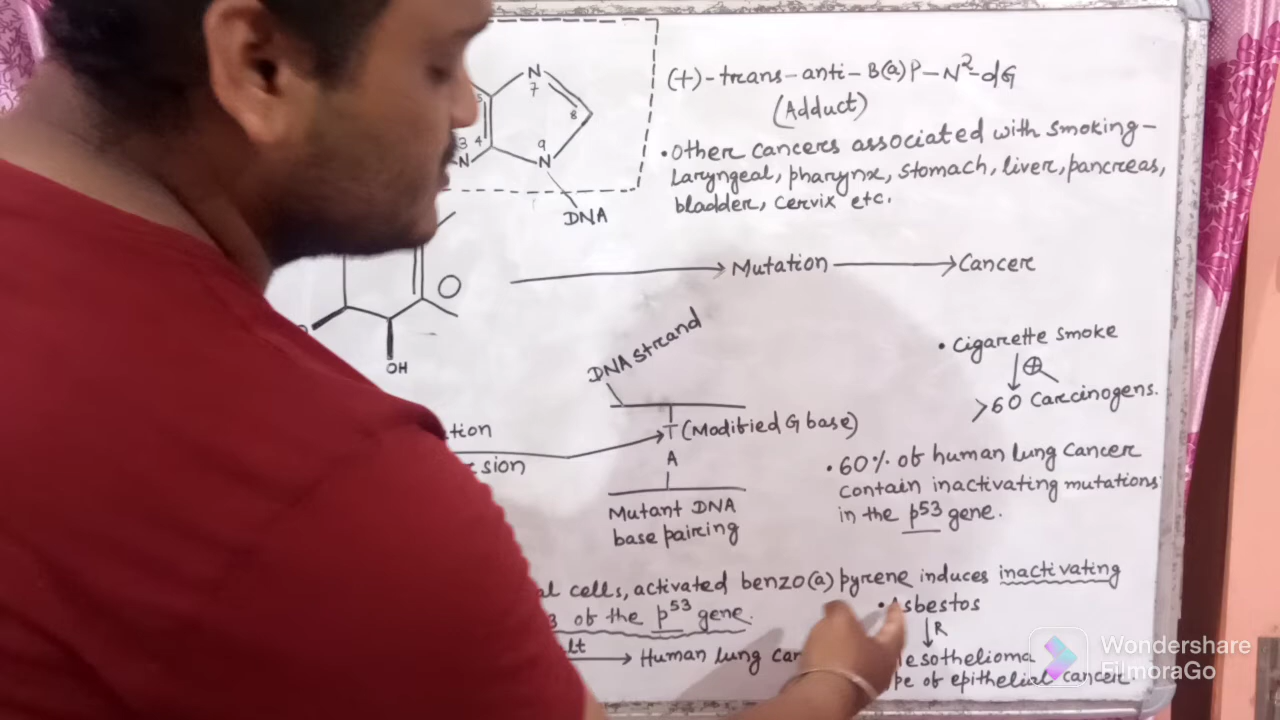 N
7
5
8
3 4
9
N
N
DNA
(+)-trans-anti-B(a)P-N²-dG
(Adduct)
• Other cancers associated with smoking-
Laryngeal, pharynx, stomach, liver, pancreas,
bladder, cervix etc.
Mutation → Cancer
O
OH
DNA strand
T (Modified G base)
A
Mutant DNA
base pairing
tion
sion
• Cigarette smoke
⊕
>60 Carcinogens.
• 60% of human lung Cancer
contain inactivating mutations
in the p53 gene.
al cells, activated benzo(a) pyrene induces inactivating
of the p53 gene.
lt → Human lung can
• Asbestos
R
esothelioma
pe of epithelial cancer.
Wondershare
FilmoraGo